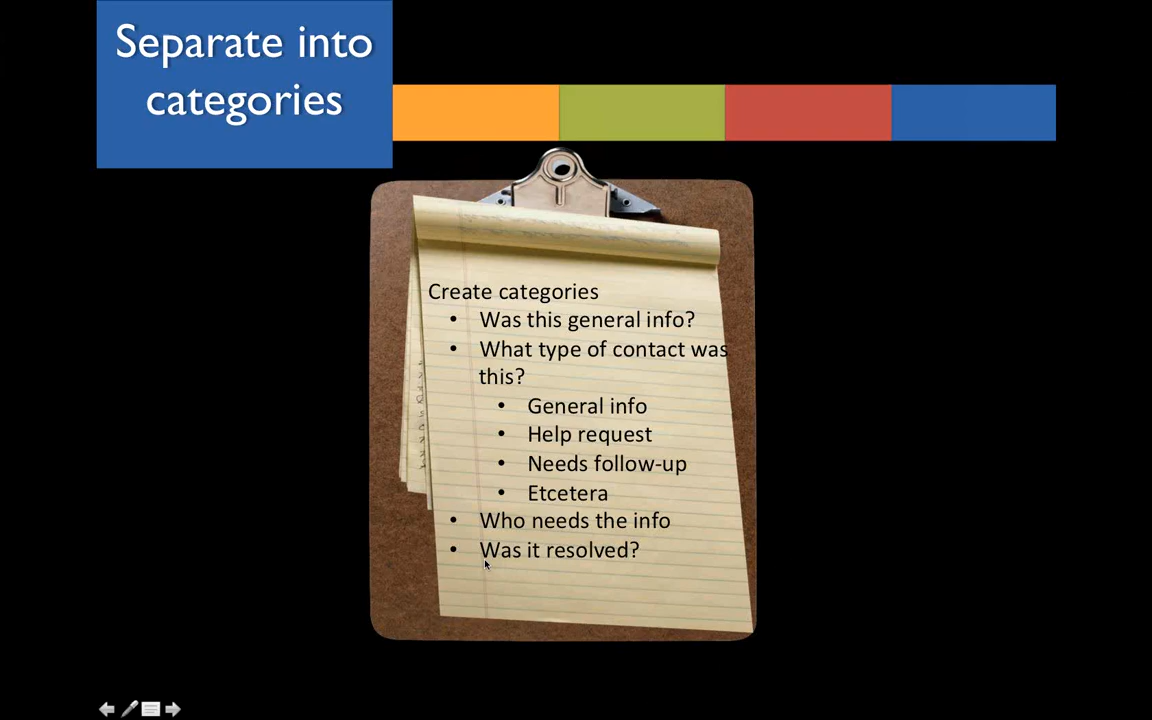 Separate into
categories
Create categories
• Was this general info?
• What type of contact was
this?
• General info
• Help request
• Needs follow-up
• Etcetera
• Who needs the info
• Was it resolved?